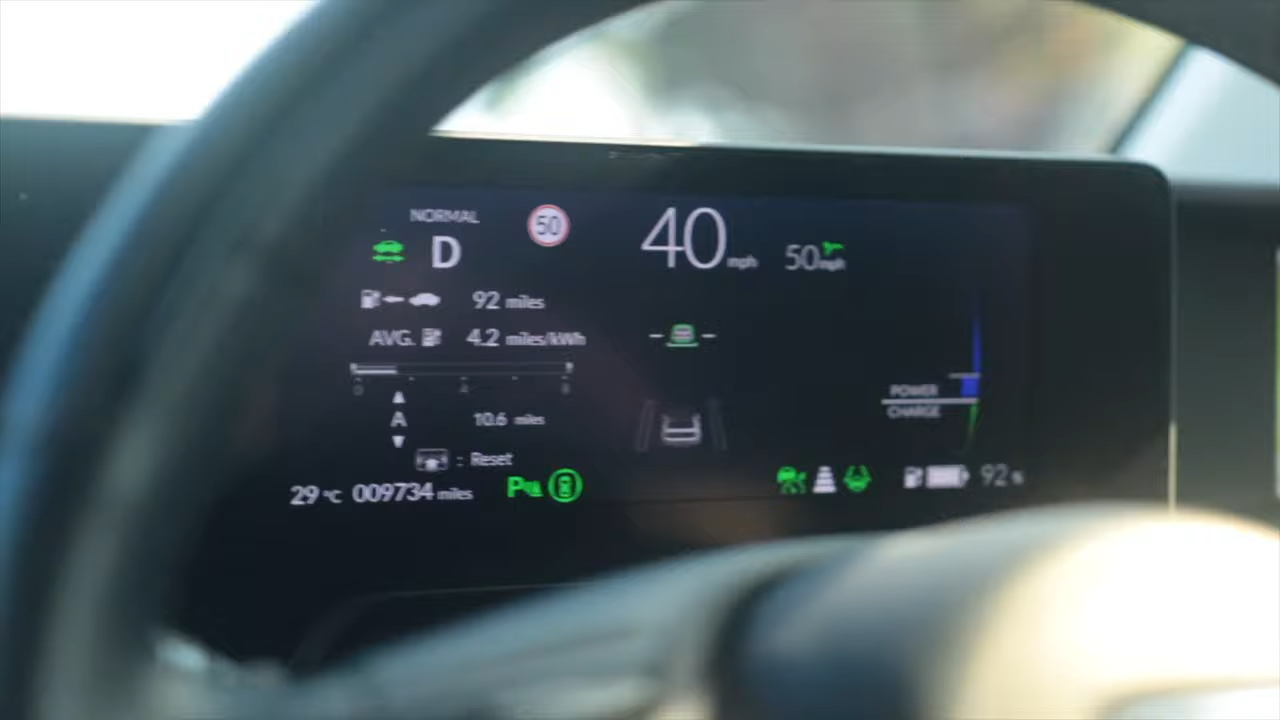 NORMAL
D
50
40 mph
50 mph
92 miles
AVG. 4.2 miles/kWh
A
10.6 miles
: Reset
POWER
CHARGE
29 °C 009734 miles
P
92 %